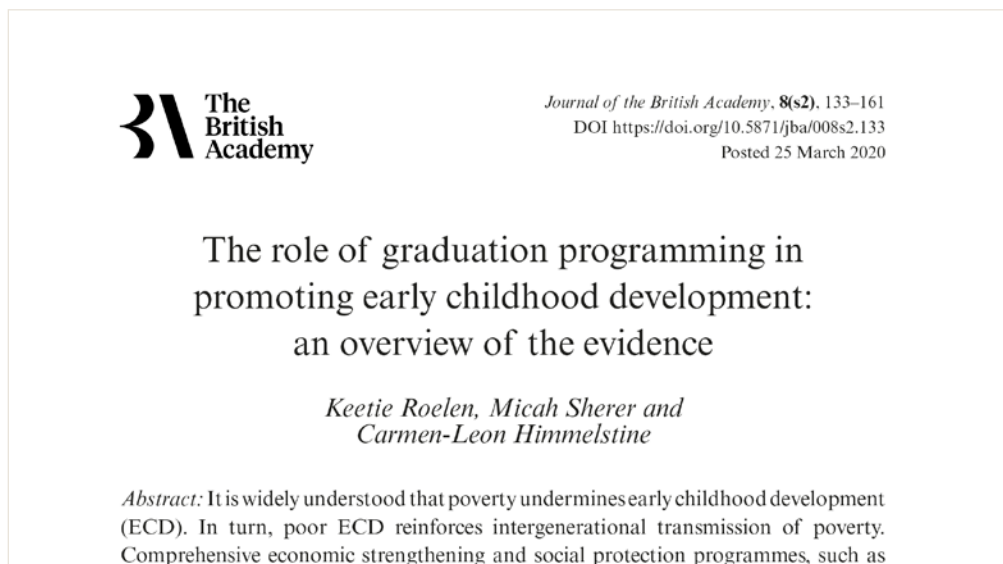 The
British
Academy
Journal of the British Academy, 8(s2), 133–161
DOI https://doi.org/10.5871/jba/008s2.133
Posted 25 March 2020
The role of graduation programming in
promoting early childhood development:
an overview of the evidence
Keetie Roelen, Micah Sherer and
Carmen-Leon Himmelstine
Abstract: It is widely understood that poverty undermines early childhood development
(ECD). In turn, poor ECD reinforces intergenerational transmission of poverty.
Comprehensive economic strengthening and social protection programmes, such as